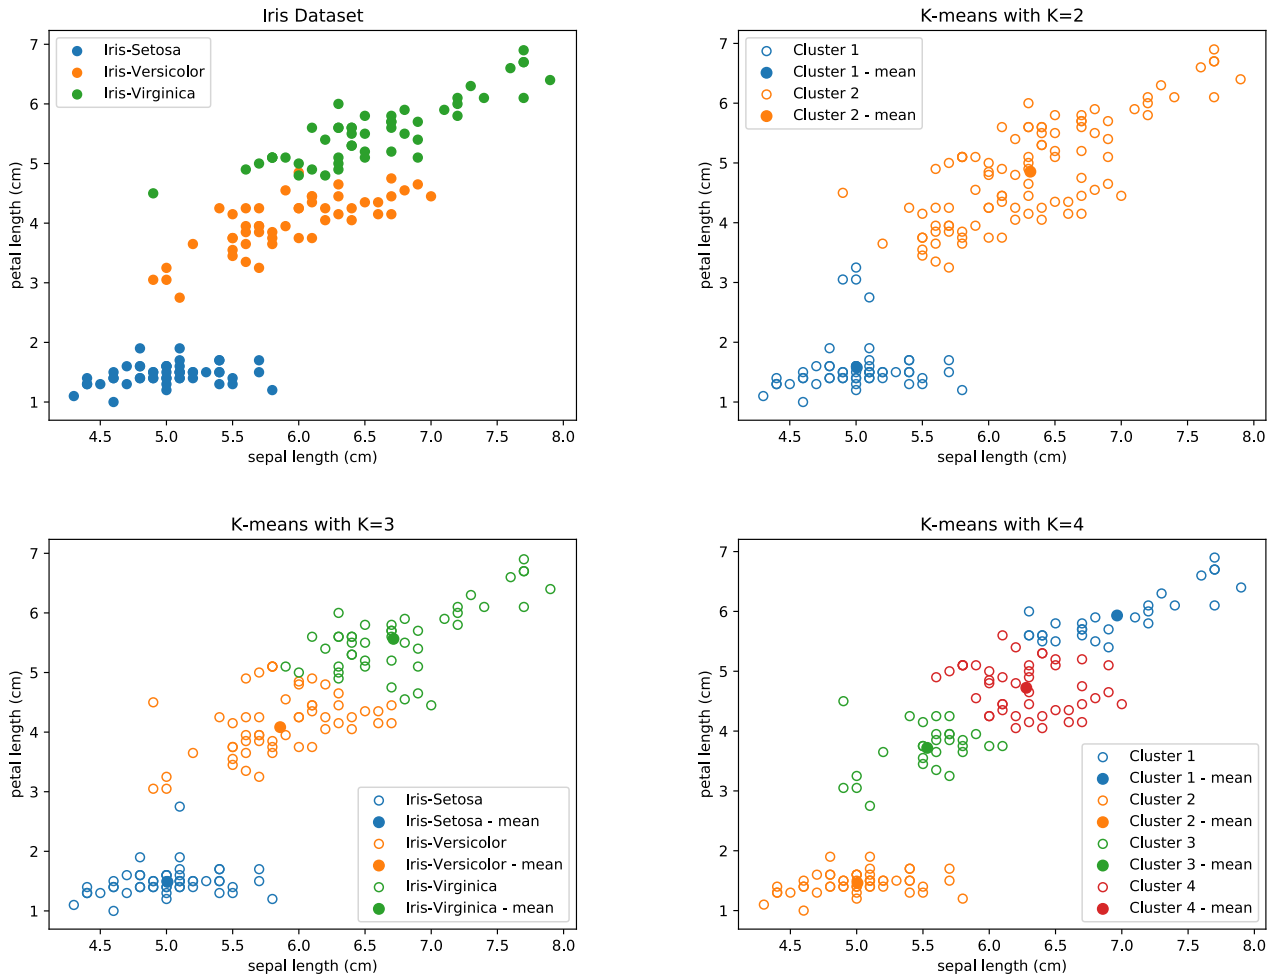 Iris Dataset
Iris-Setosa
Iris-Versicolor
Iris-Virginica
petal length (cm)
7
6
5
4
3
2
1
4.5 5.0 5.5 6.0 6.5 7.0 7.5 8.0
sepal length (cm)
K-means with K=2
Cluster 1
Cluster 1 - mean
Cluster 2
Cluster 2 - mean
petal length (cm)
7
6
5
4
3
2
1
4.5 5.0 5.5 6.0 6.5 7.0 7.5 8.0
sepal length (cm)
K-means with K=3
petal length (cm)
7
6
5
4
3
2
1
Iris-Setosa
Iris-Setosa - mean
Iris-Versicolor
Iris-Versicolor - mean
Iris-Virginica
Iris-Virginica - mean
4.5 5.0 5.5 6.0 6.5 7.0 7.5 8.0
sepal length (cm)
K-means with K=4
petal length (cm)
7
6
5
4
3
2
1
Cluster 1
Cluster 1 - mean
Cluster 2
Cluster 2 - mean
Cluster 3
Cluster 3 - mean
Cluster 4
Cluster 4 - mean
4.5 5.0 5.5 6.0 6.5 7.0 7.5 8.0
sepal length (cm)